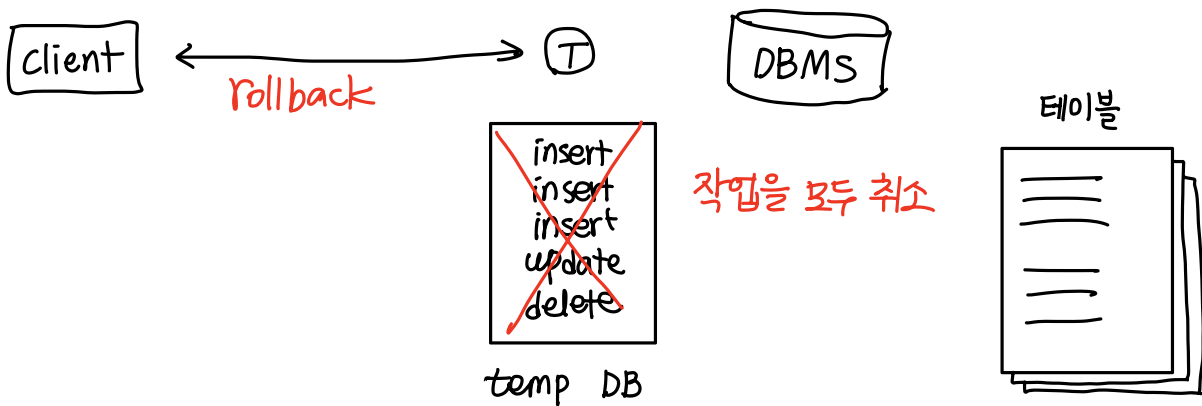 client
rollback
T
DBMS
테이블
insert
insert
insert
update
delete
작업을 모두 취소
temp DB